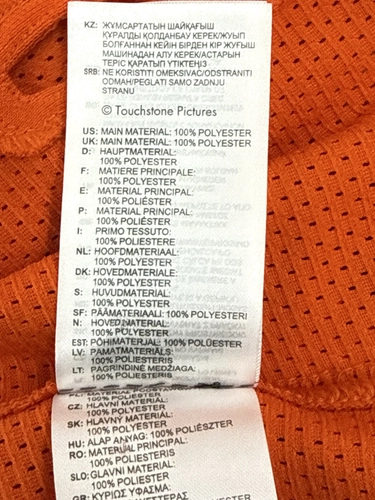 KZ: ЖҰМСАРТАТЫН ШАЙҚАҒЫШ
ҚҰРАЛДЫ ҚОЛДАНБАУ КЕРЕК/ЖУЫП
БОЛҒАННАН КЕЙІН БІРДЕН КІР ЖУҒЫШ
МАШИНАДАН АЛУ КЕРЕК/АСТАРЫН
ТЕРІС ҚАРАТЫП ҮТІКТЕҢІЗ
SRB: NE KORISTITI OMEKSIVAC/ODSTRANITI
ODMAH/PEGLATI SAMO ZADNJU
STRANU
© Touchstone Pictures
US: MAIN MATERIAL: 100% POLYESTER
UK: MAIN MATERIAL: 100% POLYESTER
D: HAUPTMATERIAL:
100% POLYESTER
F: MATIERE PRINCIPALE:
100% POLYESTER
E: MATERIAL PRINCIPAL:
100% POLIÉSTER
P: MATERIAL PRINCIPAL:
100% POLIÉSTER
I: PRIMO TESSUTO:
100% POLIESTERE
NL: HOOFDMATERIAAL:
100% POLYESTER
DK: HOVEDMATERIALE:
100% POLYESTER
S: HUVUDMATERIAL:
100% POLYESTER
SF: PÄÄMATERIAALI: 100% POLYESTERI
N: HOVEDMATERIAL:
100% POLYESTER
EST: PÕHIMATERJAL: 100% POLÜESTER
LV: PAMATMATERIĀLS:
100% POLIESTERIS
LT: PAGRINDINĖ MEDŽIAGA:
100% POLIESTERIS
PL: MATERIAŁ PODSTAWOWY:
CZ: HLAVNÍ MATERIÁL:
100% POLYESTER
SK: HLAVNÝ MATERIÁL:
100% POLYESTER
HU: ALAP ANYAG: 100% POLIÉSZTER
RO: MATERIAL PRINCIPAL:
100% POLIESTER
SLO: GLAVNI MATERIAL:
100% POLIESTER
GR: ΚΥΡΙΟΣ ΥΦΑΣΜΑ: